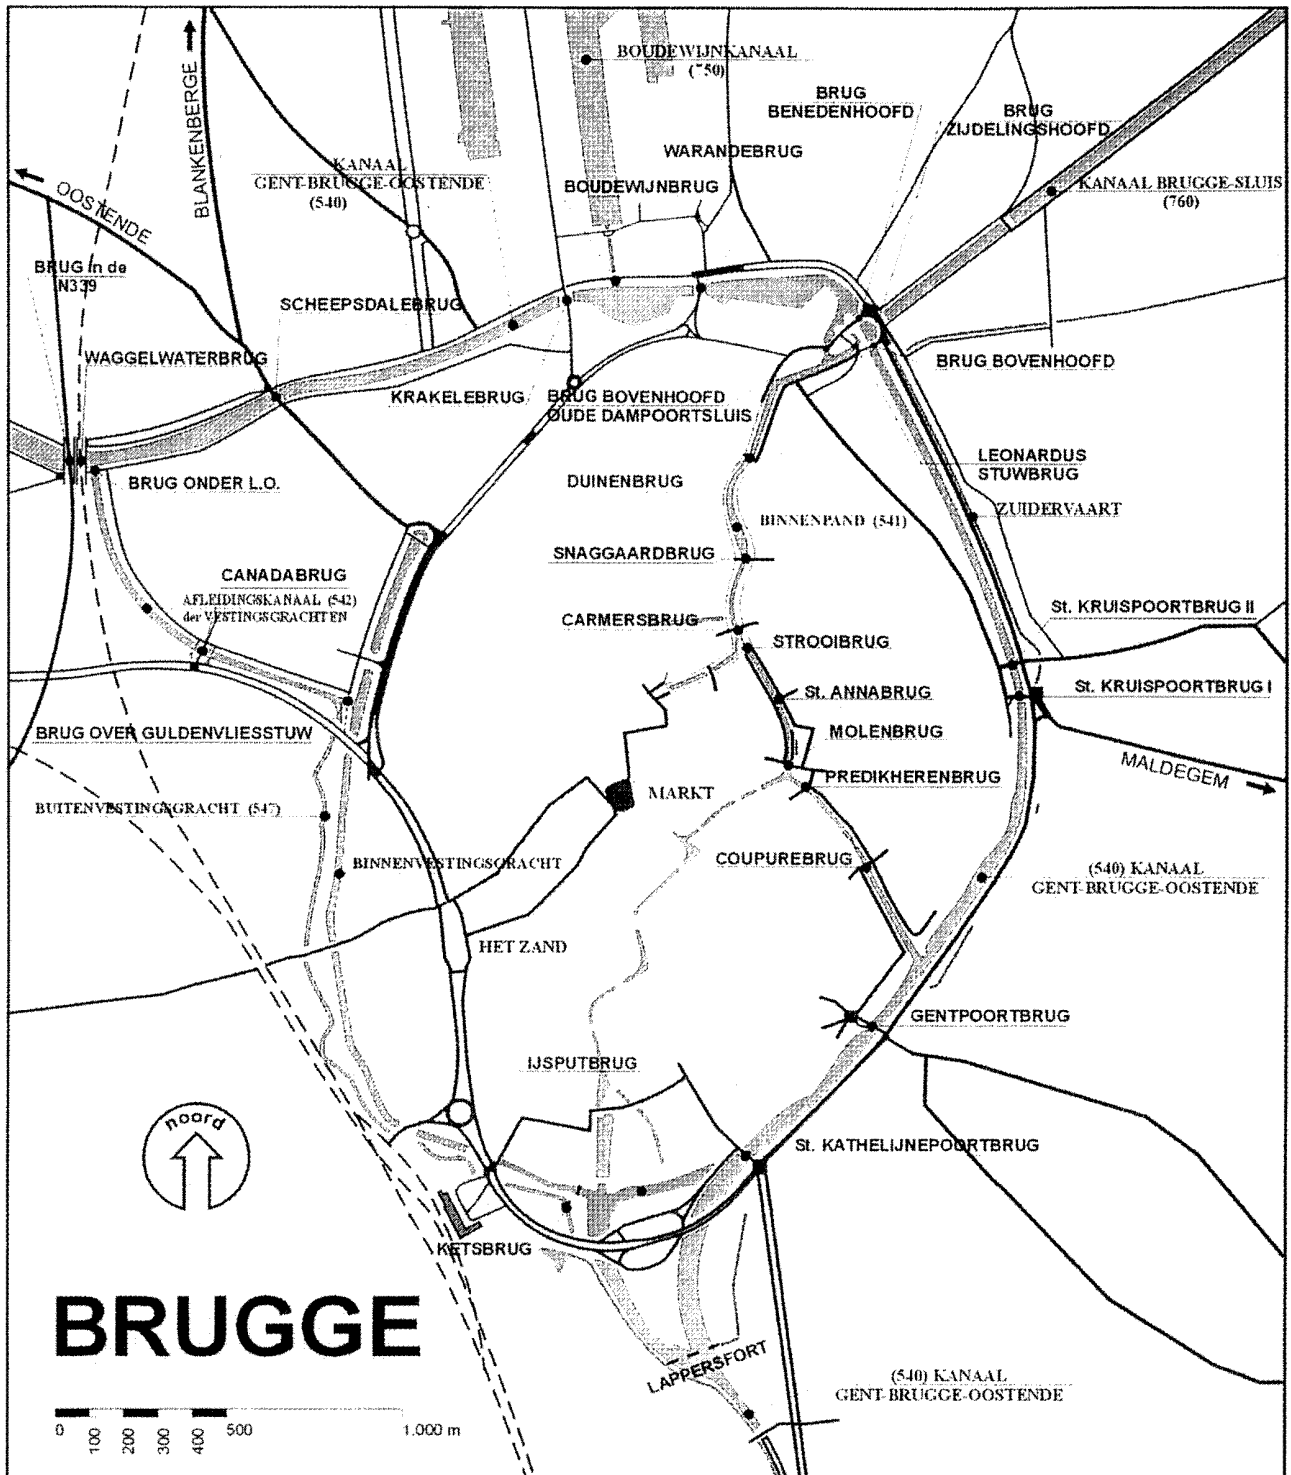 BOUDEWIJNKANAAL
(750)
BRUG
BENEDENHOOFD
BRUG
ZIJDELINGSHOOFD
BLANKENBERGE
KANAAL
GENT-BRUGGE-OOSTENDE
(540)
WARANDEBRUG
BOUDEWIJNBRUG
KANAAL BRUGGE-SLUIS
(760)
OOSTENDE
BRUG in de
N339
SCHEEPSDALEBRUG
WAGGELWATERBRUG
KRAKELEBRUG
BRUG BOVENHOOFD
OUDE DAMPOORTSLUIS
BRUG BOVENHOOFD
BRUG ONDER L.O.
DUINENBRUG
LEONARDUS
STUWBRUG
ZUIDERVAART
BINNENPAND (541)
SNAGGAARDBRUG
CANADABRUG
AFLEIDINGSKANAAL (542)
der VESTINGSGRACHTEN
CARMERSBRUG
STROOIBRUG
St. KRUISPOORTBRUG II
St. ANNABRUG
St. KRUISPOORTBRUG I
BRUG OVER GULDENVLIESSTUW
MOLENBRUG
PREDIKHERENBRUG
MALDEGEM
MARKT
BUITENVESTINGSGRACHT (547)
BINNENVESTINGSGRACHT
COUPUREBRUG
(540) KANAAL
GENT-BRUGGE-OOSTENDE
HET ZAND
GENTPOORTBRUG
IJSPUTBRUG
noord
St. KATHELIJNEPOORTBRUG
KETSBRUG
BRUGGE
LAPPERSFORT
(540) KANAAL
GENT-BRUGGE-OOSTENDE
0 100 200 300 400 500 1.000 m